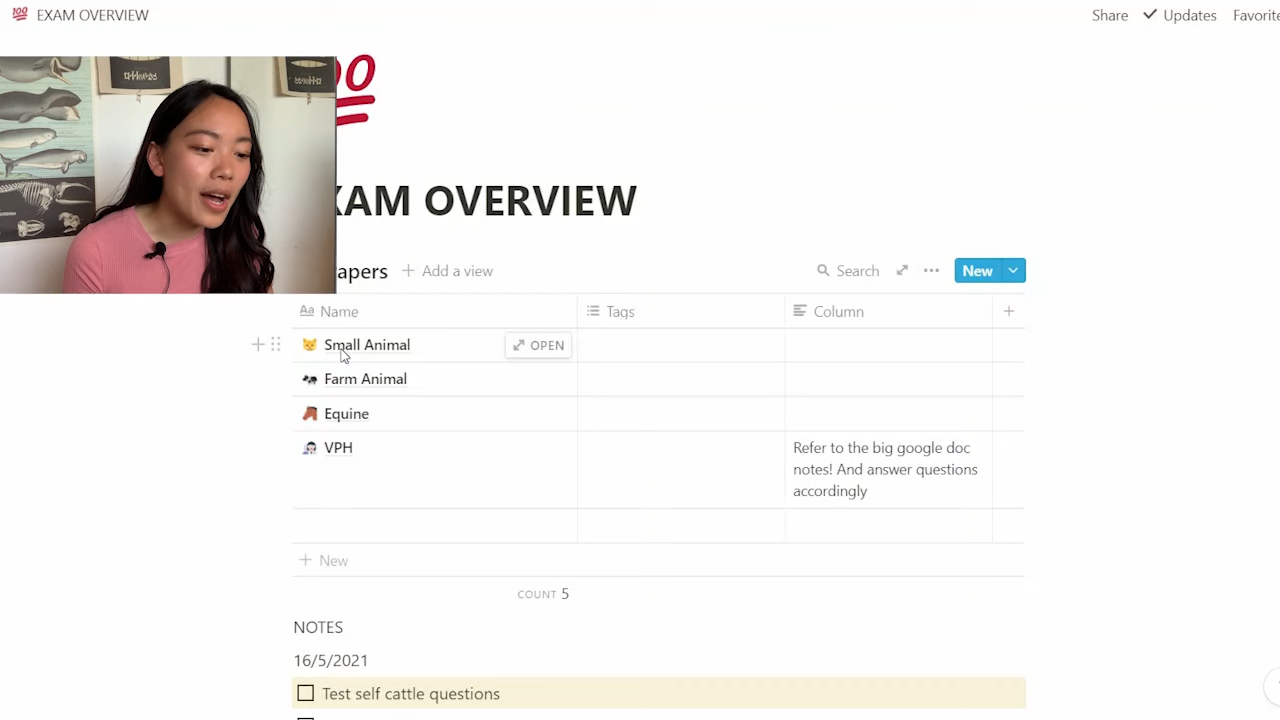 EXAM OVERVIEW
Share ✓ Updates Favorite
XAM OVERVIEW
apers + Add a view
Search New
Aa Name Tags Column
Small Animal OPEN
Farm Animal
Equine
VPH
Refer to the big google doc
notes! And answer questions
accordingly
+ New
COUNT 5
NOTES
16/5/2021
Test self cattle questions